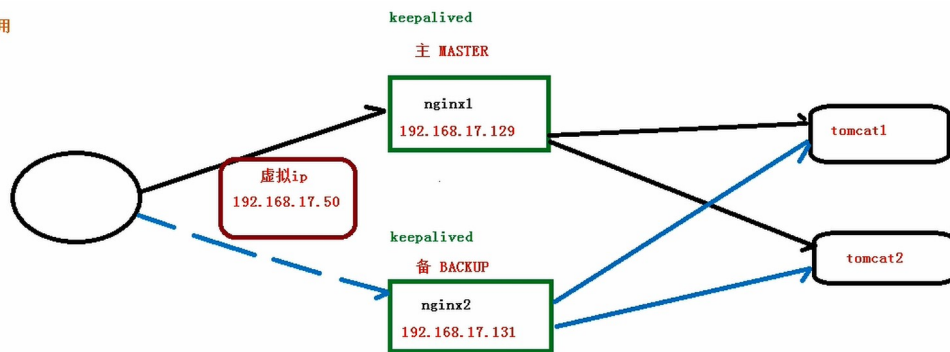 用
keepalived
主 MASTER
nginx1
192.168.17.129
tomcat1
虚拟ip
192.168.17.50
keepalived
备 BACKUP
nginx2
192.168.17.131
tomcat2